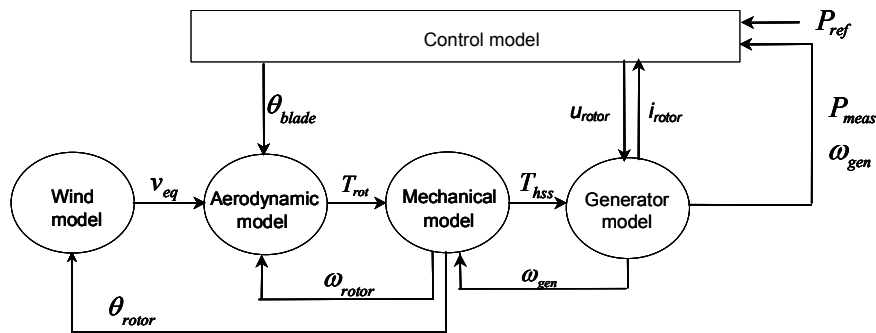 Control model
P_ref
θ_blade
u_rotor
i_rotor
P_meas
ω_gen
Wind
model
v_eq
Aerodynamic
model
T_rot
Mechanical
model
T_hss
Generator
model
ω_rotor
ω_gen
θ_rotor